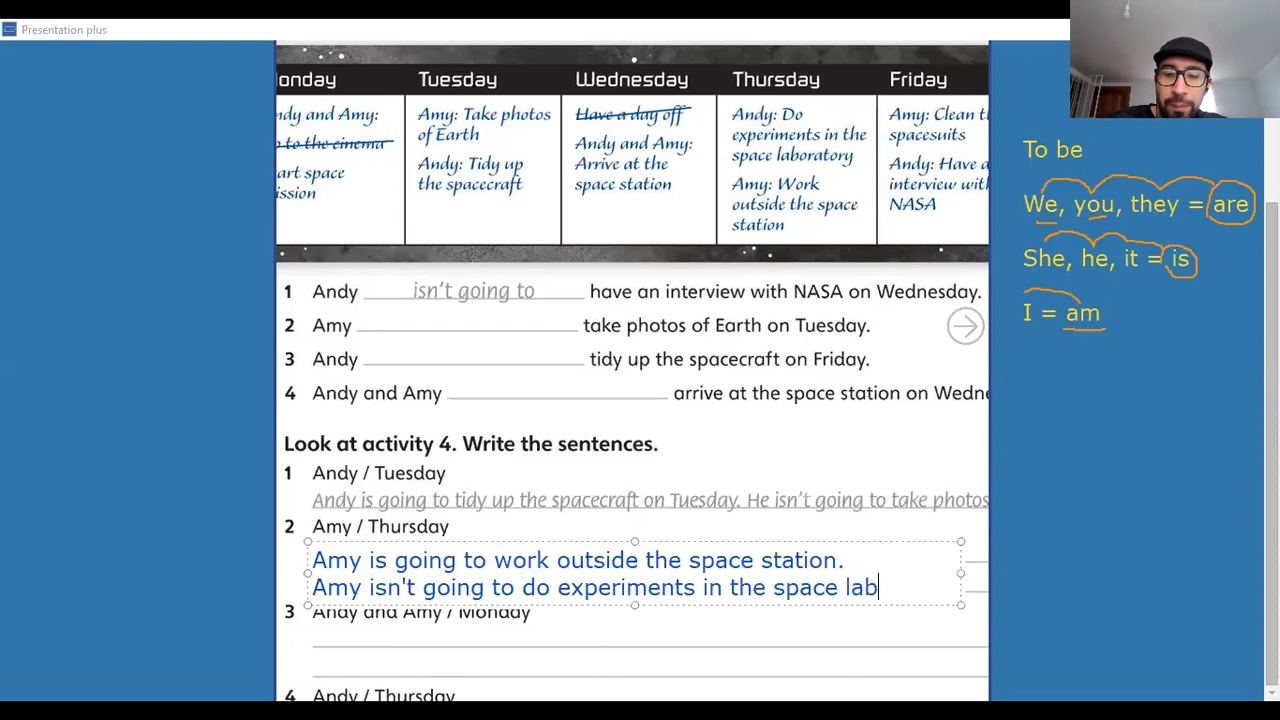 Presentation plus
onday Tuesday Wednesday Thursday Friday
ndy and Amy:
to the cinema
art space
ission
Amy: Take photos
of Earth
Andy: Tidy up
the spacecraft
Have a day off
Andy and Amy:
Arrive at the
space station
Andy: Do
experiments in the
space laboratory
Amy: Work
outside the space
station
Amy: Clean th
spacesuits
Andy: Have a
interview with
NASA
1 Andy isn't going to have an interview with NASA on Wednesday.
2 Amy take photos of Earth on Tuesday.
3 Andy tidy up the spacecraft on Friday.
4 Andy and Amy arrive at the space station on Wedne
Look at activity 4. Write the sentences.
1 Andy / Tuesday
Andy is going to tidy up the spacecraft on Tuesday. He isn't going to take photos
2 Amy / Thursday
Amy is going to work outside the space station.
Amy isn't going to do experiments in the space lab
3 Andy and Amy / Monday
4 Andy / Thursday
To be
We, you, they = are
She, he, it = is
I = am